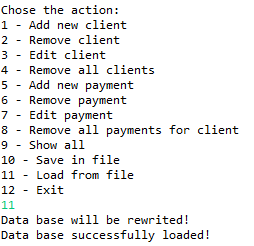 Chose the action:
1 - Add new client
2 - Remove client
3 - Edit client
4 - Remove all clients
5 - Add new payment
6 - Remove payment
7 - Edit payment
8 - Remove all payments for client
9 - Show all
10 - Save in file
11 - Load from file
12 - Exit
11
Data base will be rewrited!
Data base successfully loaded!